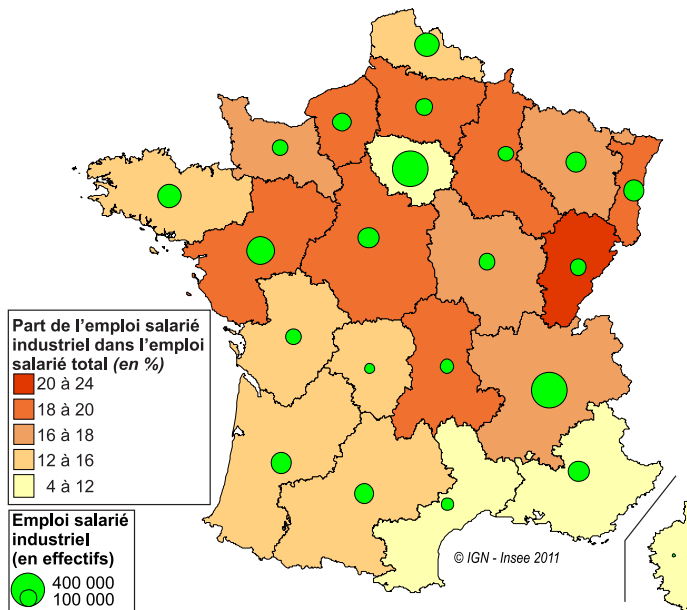 Part de l'emploi salarié
industriel dans l'emploi
salarié total (en %)
20 à 24
18 à 20
16 à 18
12 à 16
4 à 12
Emploi salarié
industriel
(en effectifs)
400 000
100 000
© IGN - Insee 2011